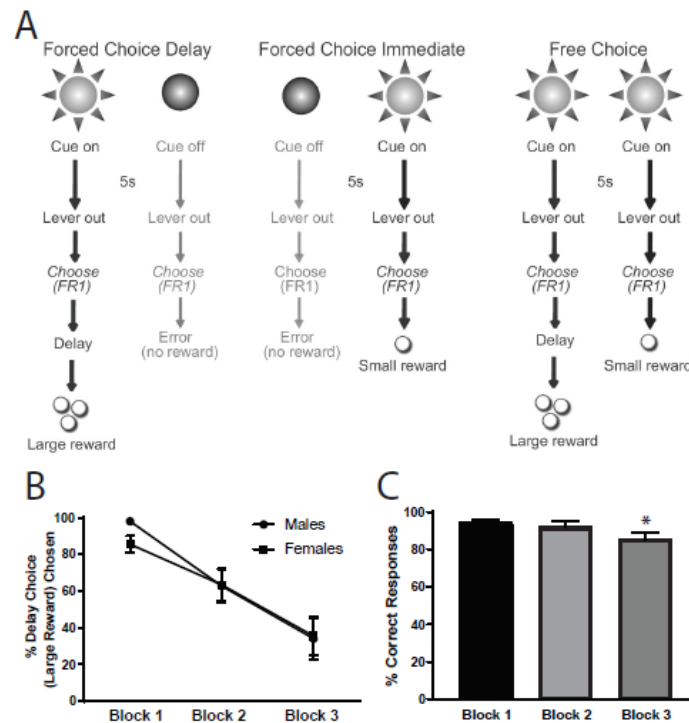 A
Forced Choice Delay Forced Choice Immediate Free Choice
Cue on Cue off Cue off Cue on Cue on Cue on
5s 5s 5s
Lever out Lever out Lever out Lever out Lever out Lever out
Choose Choose Choose Choose Choose Choose
(FR1) (FR1) (FR1) (FR1) (FR1) (FR1)
Delay Error Error Small reward Delay Small reward
(no reward) (no reward)
Large reward Large reward
B
% Delay Choice
(Large Reward) Chosen
100
80
60
40
20
0
Males
Females
Block 1 Block 2 Block 3
C
% Correct Responses
100
80
60
40
20
0
*
Block 1 Block 2 Block 3